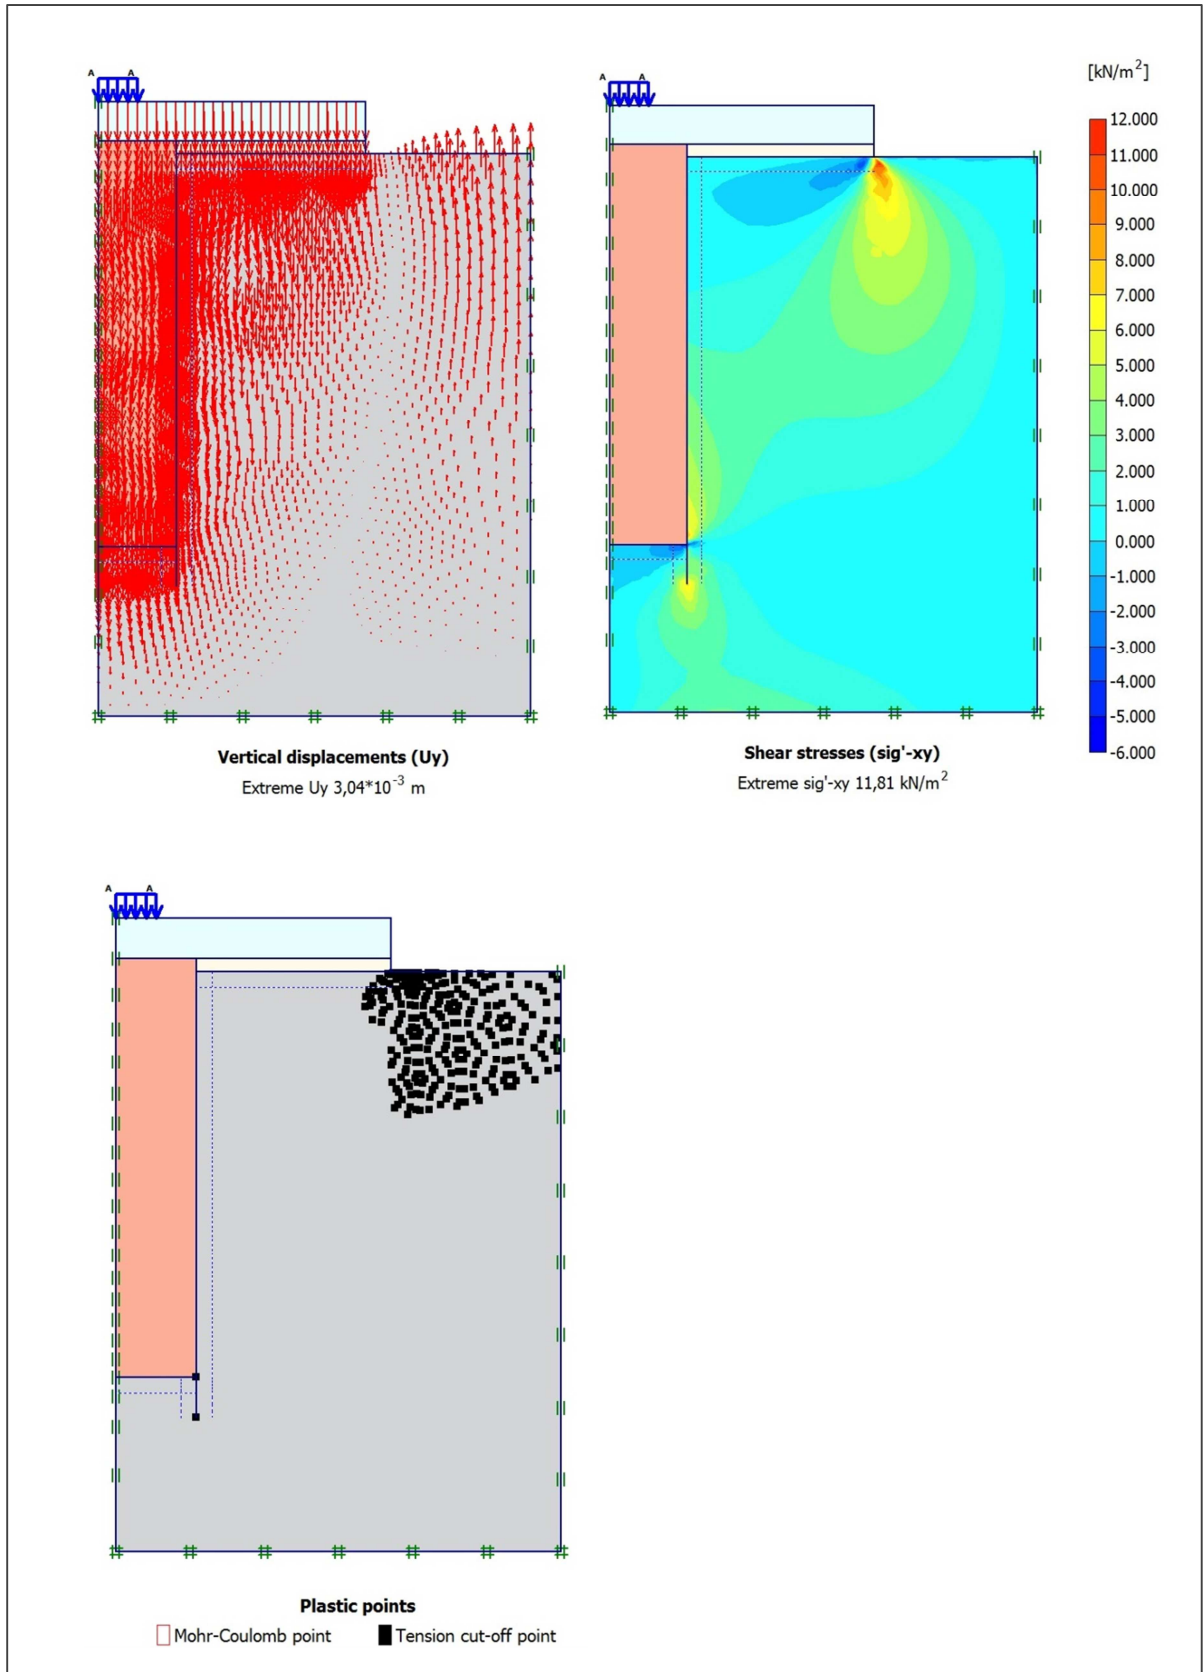 A A
A A
[kN/m²]
12.000
11.000
10.000
9.000
8.000
7.000
6.000
5.000
4.000
3.000
2.000
1.000
0.000
-1.000
-2.000
-3.000
-4.000
-5.000
-6.000
Vertical displacements (Uy)
Extreme Uy 3,04*10⁻³ m
Shear stresses (sig'-xy)
Extreme sig'-xy 11,81 kN/m²
A A
Plastic points
Mohr-Coulomb point
Tension cut-off point